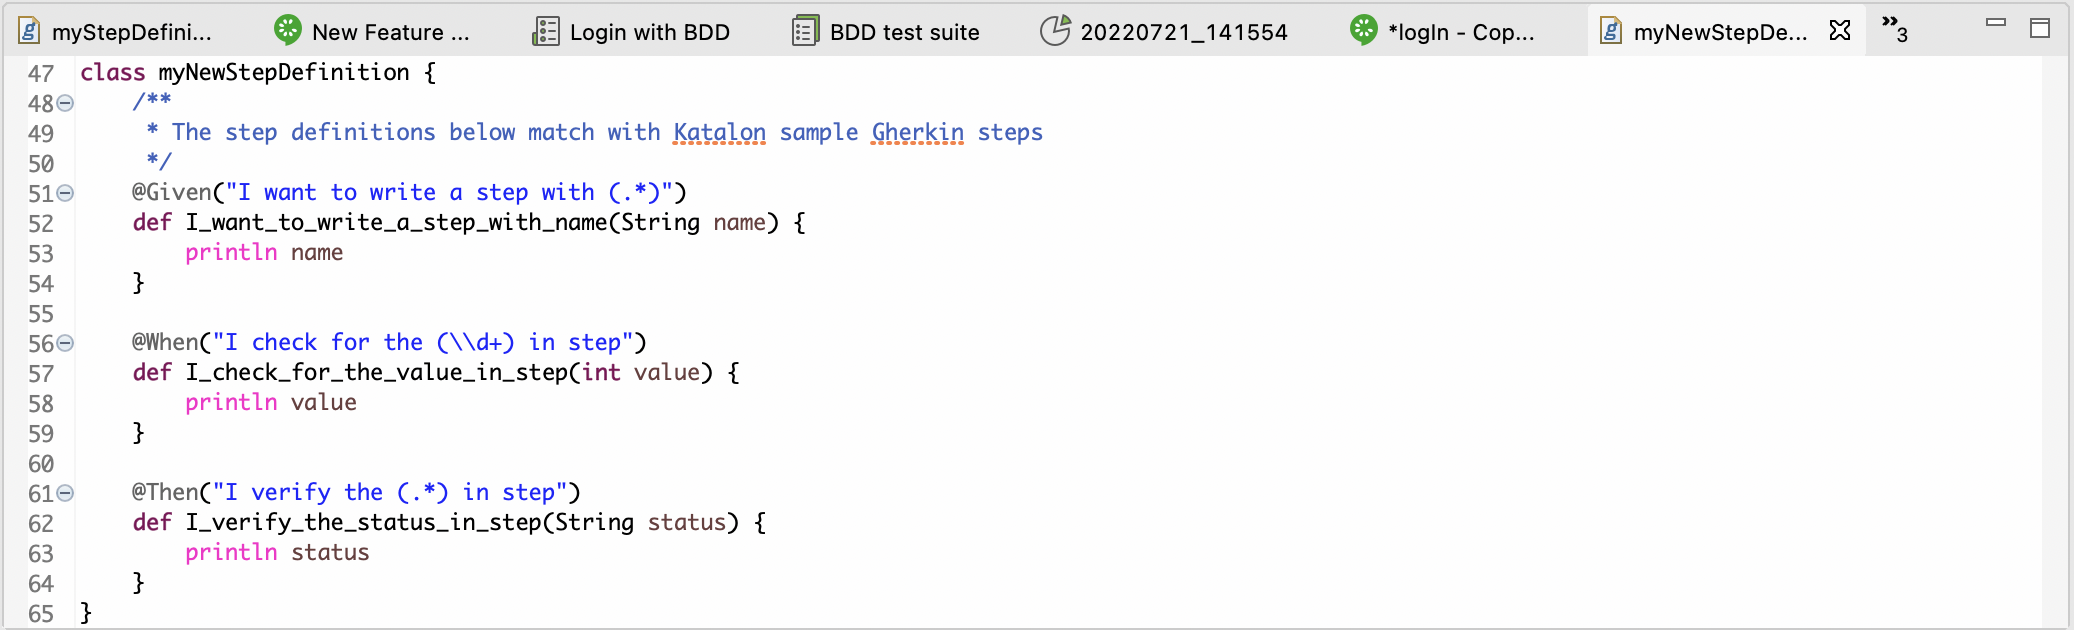 myStepDefini... New Feature ... Login with BDD BDD test suite 20220721_141554 *logIn - Cop... myNewStepDe... »3
47 class myNewStepDefinition {
48 /**
49 * The step definitions below match with Katalon sample Gherkin steps
50 */
51 @Given("I want to write a step with (.*)")
52 def I_want_to_write_a_step_with_name(String name) {
53 println name
54 }
55
56 @When("I check for the (\\d+) in step")
57 def I_check_for_the_value_in_step(int value) {
58 println value
59 }
60
61 @Then("I verify the (.*) in step")
62 def I_verify_the_status_in_step(String status) {
63 println status
64 }
65 }